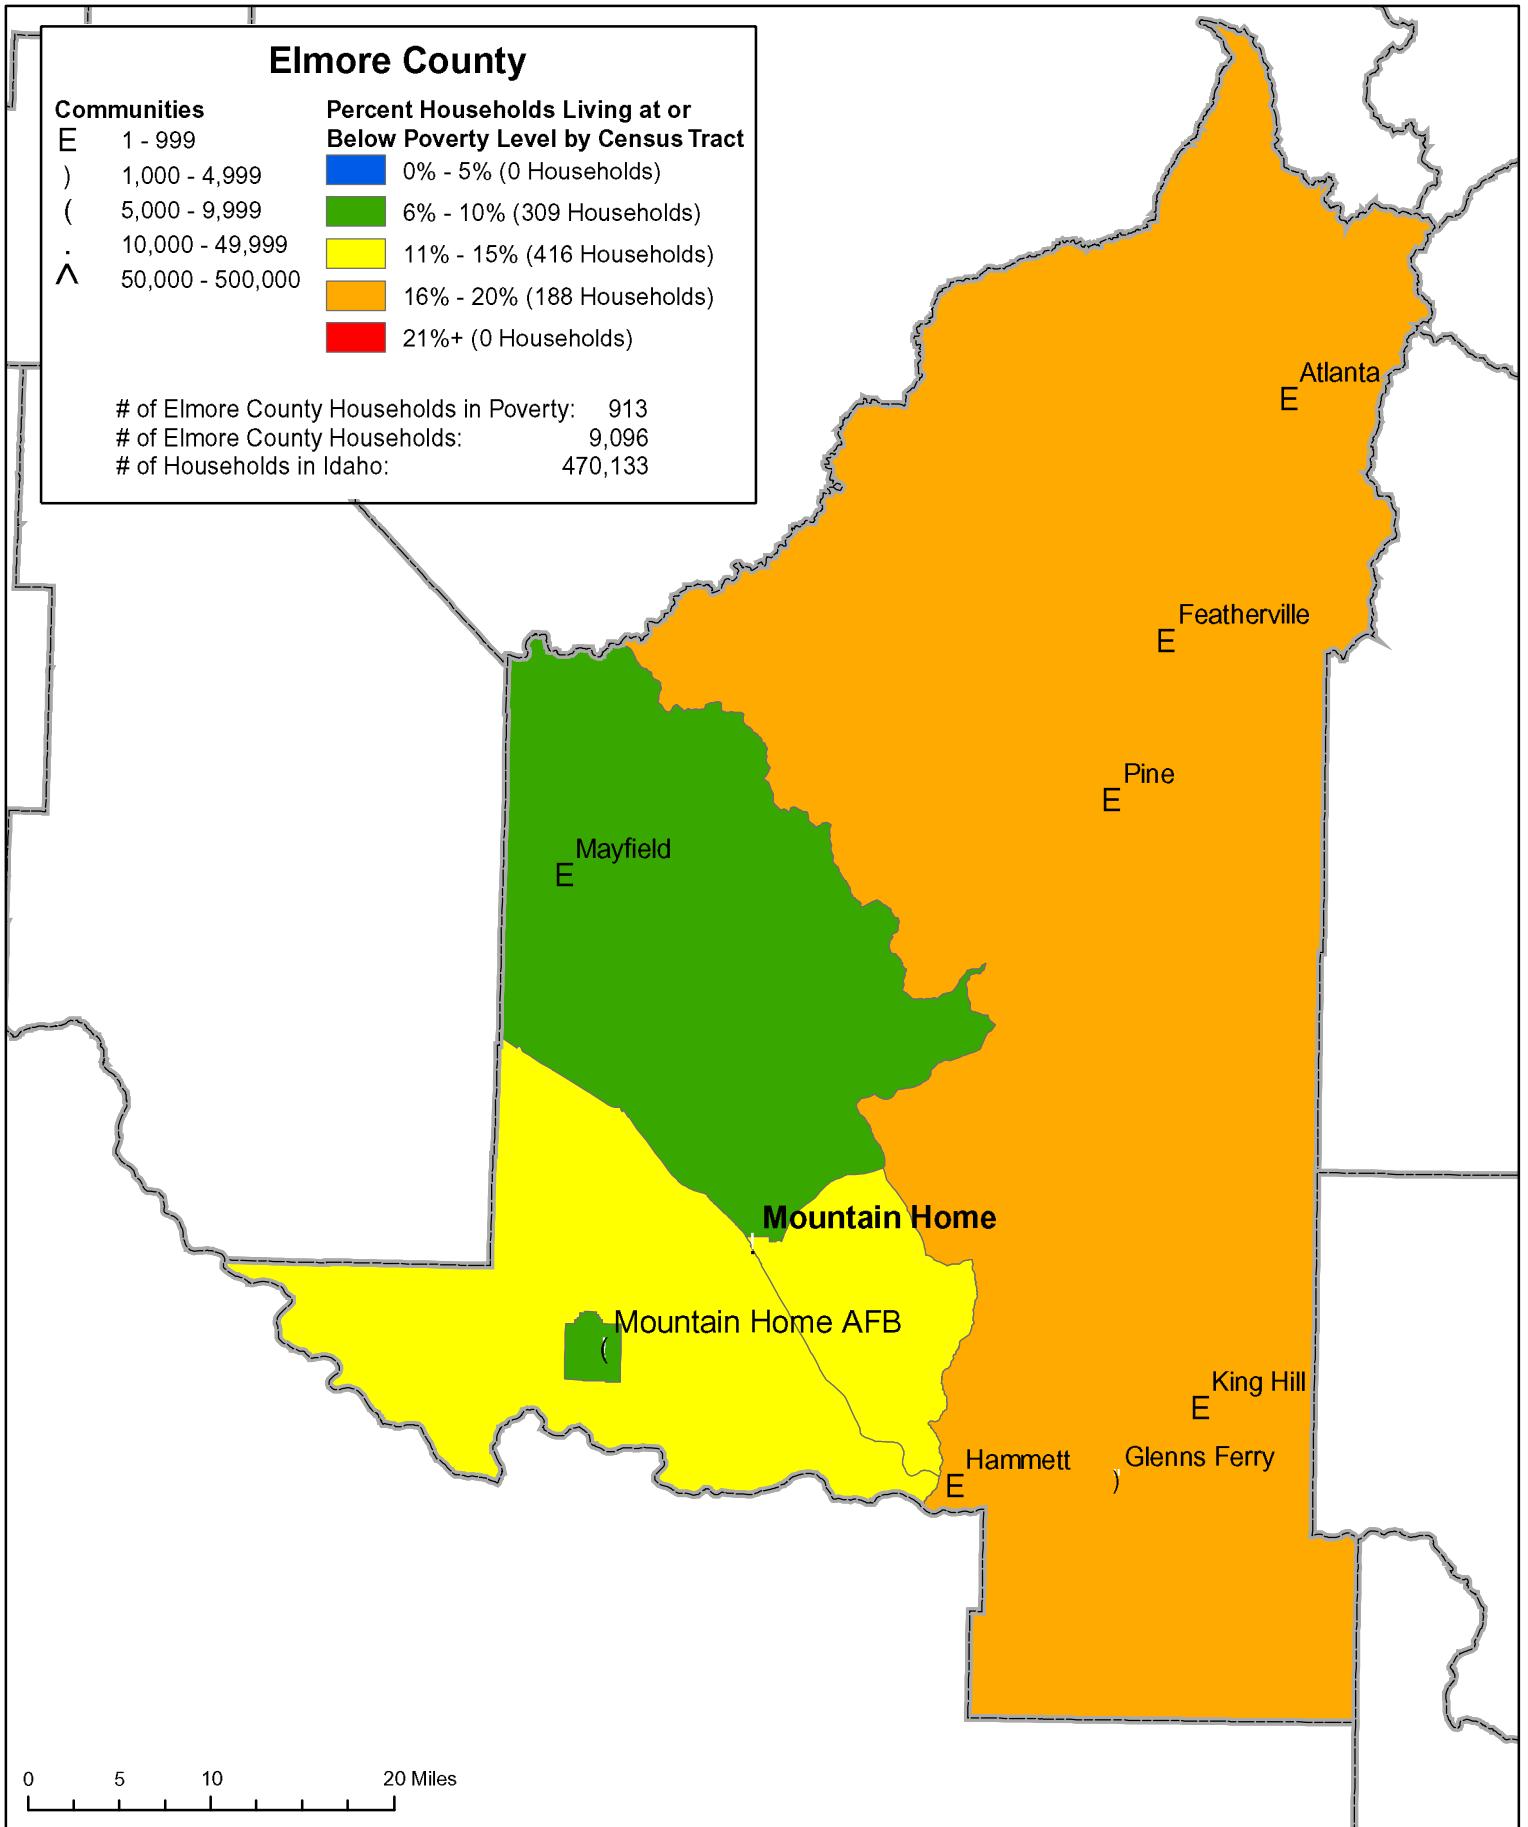 Elmore County
Communities
E 1 - 999
) 1,000 - 4,999
( 5,000 - 9,999
. 10,000 - 49,999
^ 50,000 - 500,000
Percent Households Living at or
Below Poverty Level by Census Tract
0% - 5% (0 Households)
6% - 10% (309 Households)
11% - 15% (416 Households)
16% - 20% (188 Households)
21%+ (0 Households)
# of Elmore County Households in Poverty: 913
# of Elmore County Households: 9,096
# of Households in Idaho: 470,133
Atlanta
E
Featherville
E
Pine
E
Mayfield
E
Mountain Home
Mountain Home AFB
(
King Hill
E
Hammett
E
Glenns Ferry
)
0 5 10 20 Miles